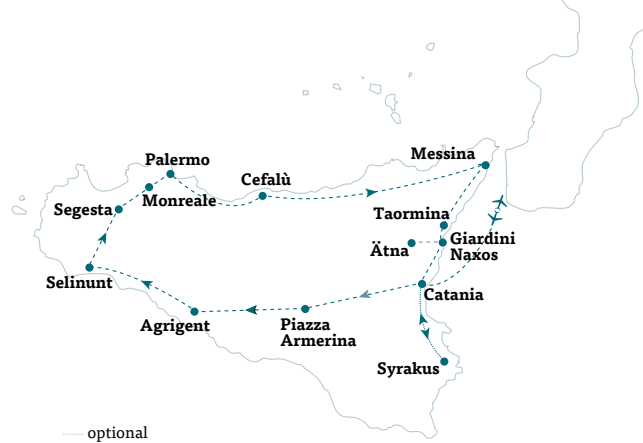 Messina
Palermo
Cefalù
Monreale
Segesta
Taormina
Giardini
Naxos
Ätna
Selinunt
Catania
Agrigent
Piazza
Armerina
Syrakus
optional